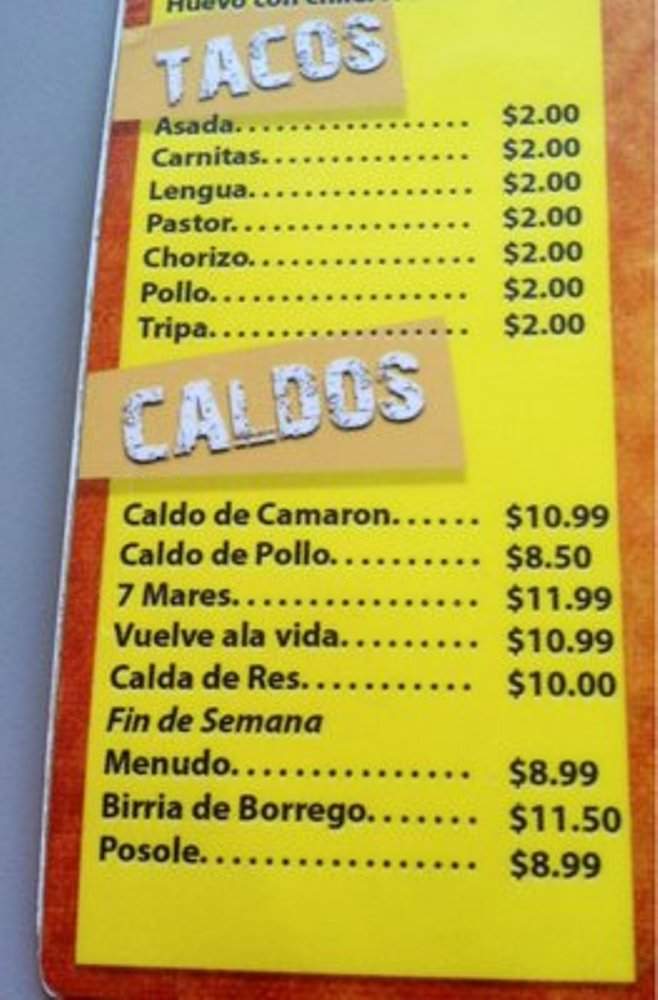 Huevo con
TACOS
Asada.................. $2.00
Carnitas................ $2.00
Lengua................. $2.00
Pastor.................. $2.00
Chorizo................. $2.00
Pollo................... $2.00
Tripa................... $2.00
CALDOS
Caldo de Camaron...... $10.99
Caldo de Pollo.......... $8.50
7 Mares................ $11.99
Vuelve ala vida......... $10.99
Calda de Res........... $10.00
Fin de Semana
Menudo............... $8.99
Birria de Borrego....... $11.50
Posole................. $8.99